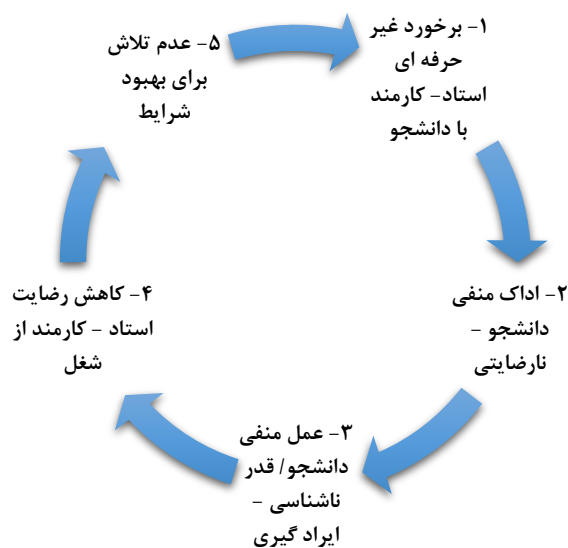 ۱- برخورد غیر
حرفه ای
استاد- کارمند
با دانشجو
۲- اداک منفی
دانشجو -
نارضایتی
۳- عمل منفی
دانشجو/ قدر
ناشناسی -
ایراد گیری
۴- کاهش رضایت
استاد - کارمند از
شغل
۵- عدم تلاش
برای بهبود
شرایط